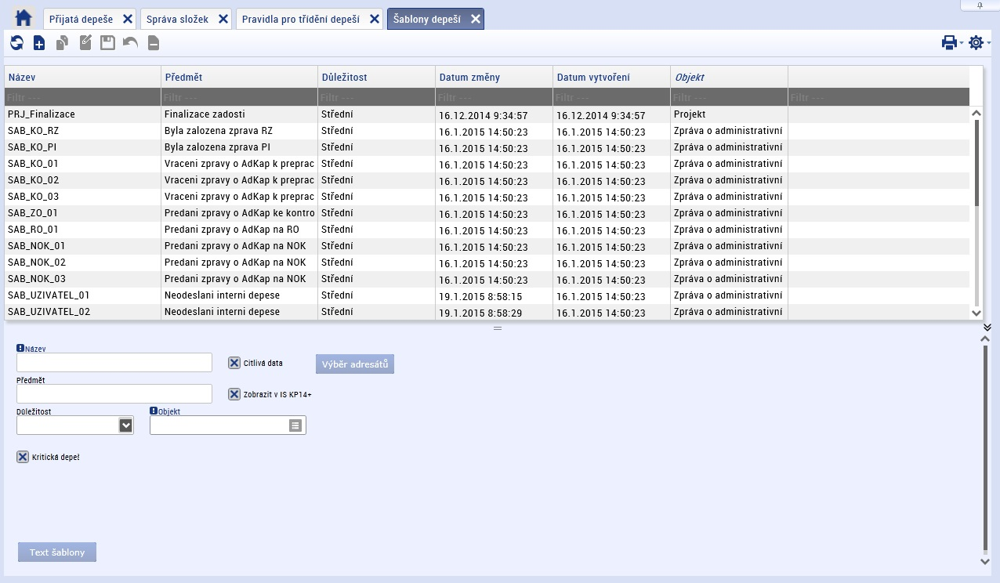 Přijatá depeše Správa složek Pravidla pro třídění depeší Šablony depeší
Název Předmět Důležitost Datum změny Datum vytvoření Objekt
Filtr --- Filtr --- Filtr --- Filtr --- Filtr --- Filtr --- Filtr ---
PRJ_Finalizace Finalizace zadosti Střední 16.12.2014 9:34:57 16.12.2014 9:34:57 Projekt
SAB_KO_RZ Byla zalozena zprava RZ Střední 16.1.2015 14:50:23 16.1.2015 14:50:23 Zpráva o administrativní
SAB_KO_PI Byla zalozena zprava PI Střední 16.1.2015 14:50:23 16.1.2015 14:50:23 Zpráva o administrativní
SAB_KO_01 Vraceni zpravy o AdKap k preprac Střední 16.1.2015 14:50:23 16.1.2015 14:50:23 Zpráva o administrativní
SAB_KO_02 Vraceni zpravy o AdKap k preprac Střední 16.1.2015 14:50:23 16.1.2015 14:50:23 Zpráva o administrativní
SAB_KO_03 Vraceni zpravy o AdKap k preprac Střední 16.1.2015 14:50:23 16.1.2015 14:50:23 Zpráva o administrativní
SAB_ZO_01 Predani zpravy o AdKap ke kontro Střední 16.1.2015 14:50:23 16.1.2015 14:50:23 Zpráva o administrativní
SAB_RO_01 Predani zpravy o AdKap na RO Střední 16.1.2015 14:50:23 16.1.2015 14:50:23 Zpráva o administrativní
SAB_NOK_01 Predani zpravy o AdKap na NOK Střední 16.1.2015 14:50:23 16.1.2015 14:50:23 Zpráva o administrativní
SAB_NOK_02 Predani zpravy o AdKap na NOK Střední 16.1.2015 14:50:23 16.1.2015 14:50:23 Zpráva o administrativní
SAB_NOK_03 Predani zpravy o AdKap na NOK Střední 16.1.2015 14:50:23 16.1.2015 14:50:23 Zpráva o administrativní
SAB_UZIVATEL_01 Neodeslani interni depese Střední 19.1.2015 8:58:15 16.1.2015 14:50:23 Zpráva o administrativní
SAB_UZIVATEL_02 Neodeslani interni depese Střední 19.1.2015 8:58:29 16.1.2015 14:50:23 Zpráva o administrativní
Název
Citlivá data Výběr adresátů
Předmět
Zobrazit v IS KP14+
Důležitost Objekt
Kritická depeš
Text šablony